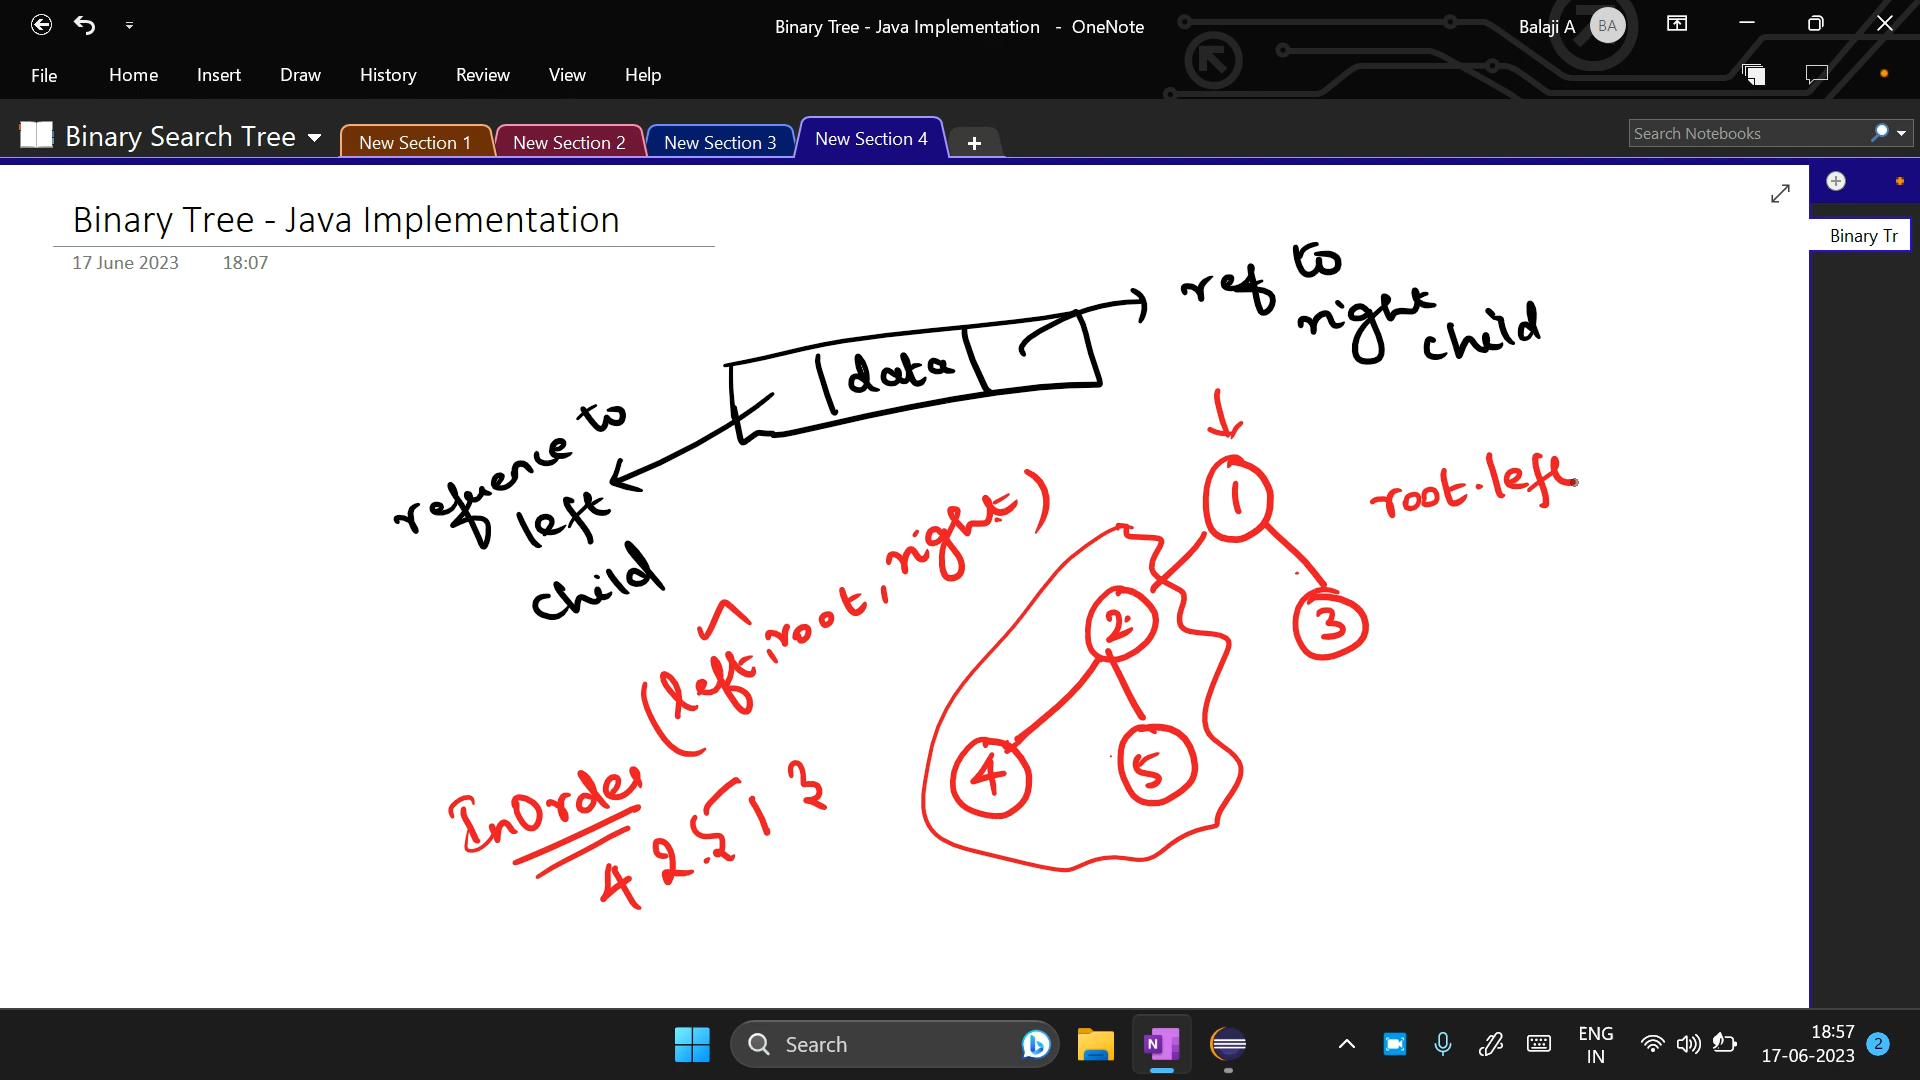 Binary Tree - Java Implementation - OneNote
Balaji A
BA
File Home Insert Draw History Review View Help
Binary Search Tree
New Section 1
New Section 2
New Section 3
New Section 4
+
Search Notebooks
Binary Tree - Java Implementation
17 June 2023 18:07
Binary Tr
ref to
right
child
data
refuence to
left
child
root.left
(left, root, right)
1
2
3
4
5
InOrder
4 2 5 1 3
N
Search
ENG
IN
18:57
17-06-2023
2